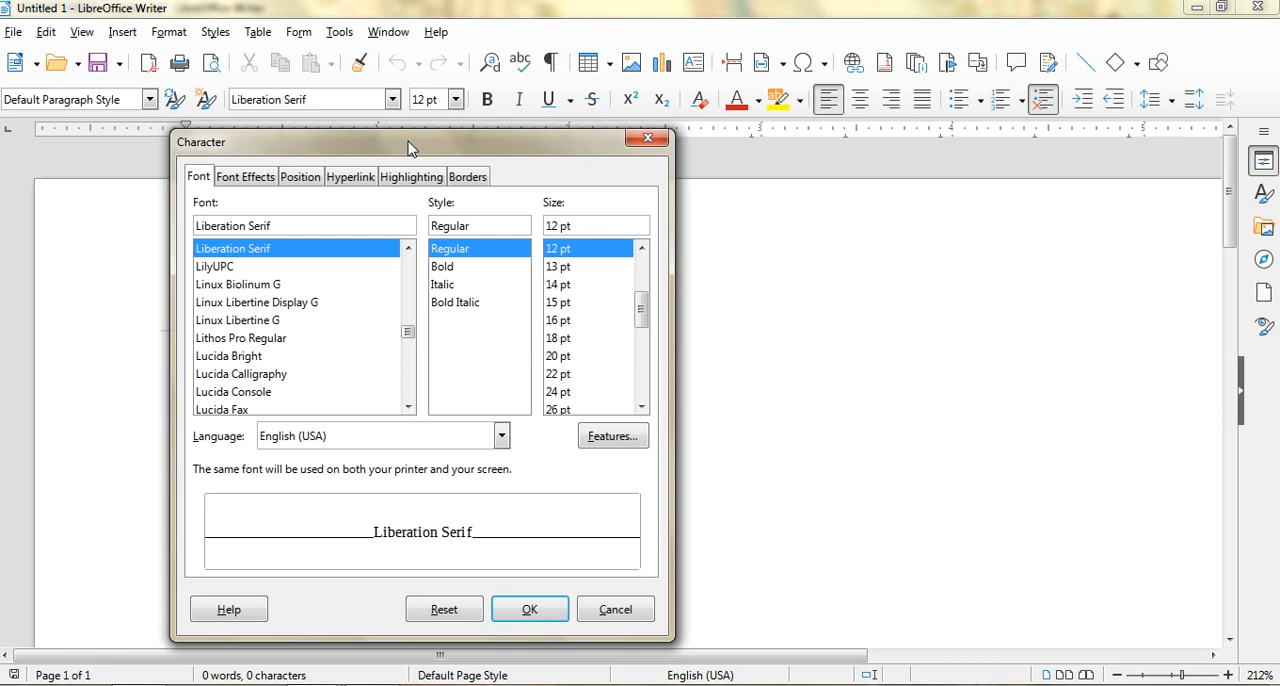 Untitled 1 - LibreOffice Writer
File Edit View Insert Format Styles Table Form Tools Window Help
Default Paragraph Style Liberation Serif 12 pt
Character
Font Font Effects Position Hyperlink Highlighting Borders
Font: Style: Size:
Liberation Serif Regular 12 pt
Liberation Serif Regular 12 pt
LilyUPC Bold 13 pt
Linux Biolinum G Italic 14 pt
Linux Libertine Display G Bold Italic 15 pt
Linux Libertine G 16 pt
Lithos Pro Regular 18 pt
Lucida Bright 20 pt
Lucida Calligraphy 22 pt
Lucida Console 24 pt
Lucida Fax 26 pt
Language: English (USA) Features...
The same font will be used on both your printer and your screen.
Liberation Serif
Help Reset OK Cancel
Page 1 of 1 0 words, 0 characters Default Page Style English (USA) 212%